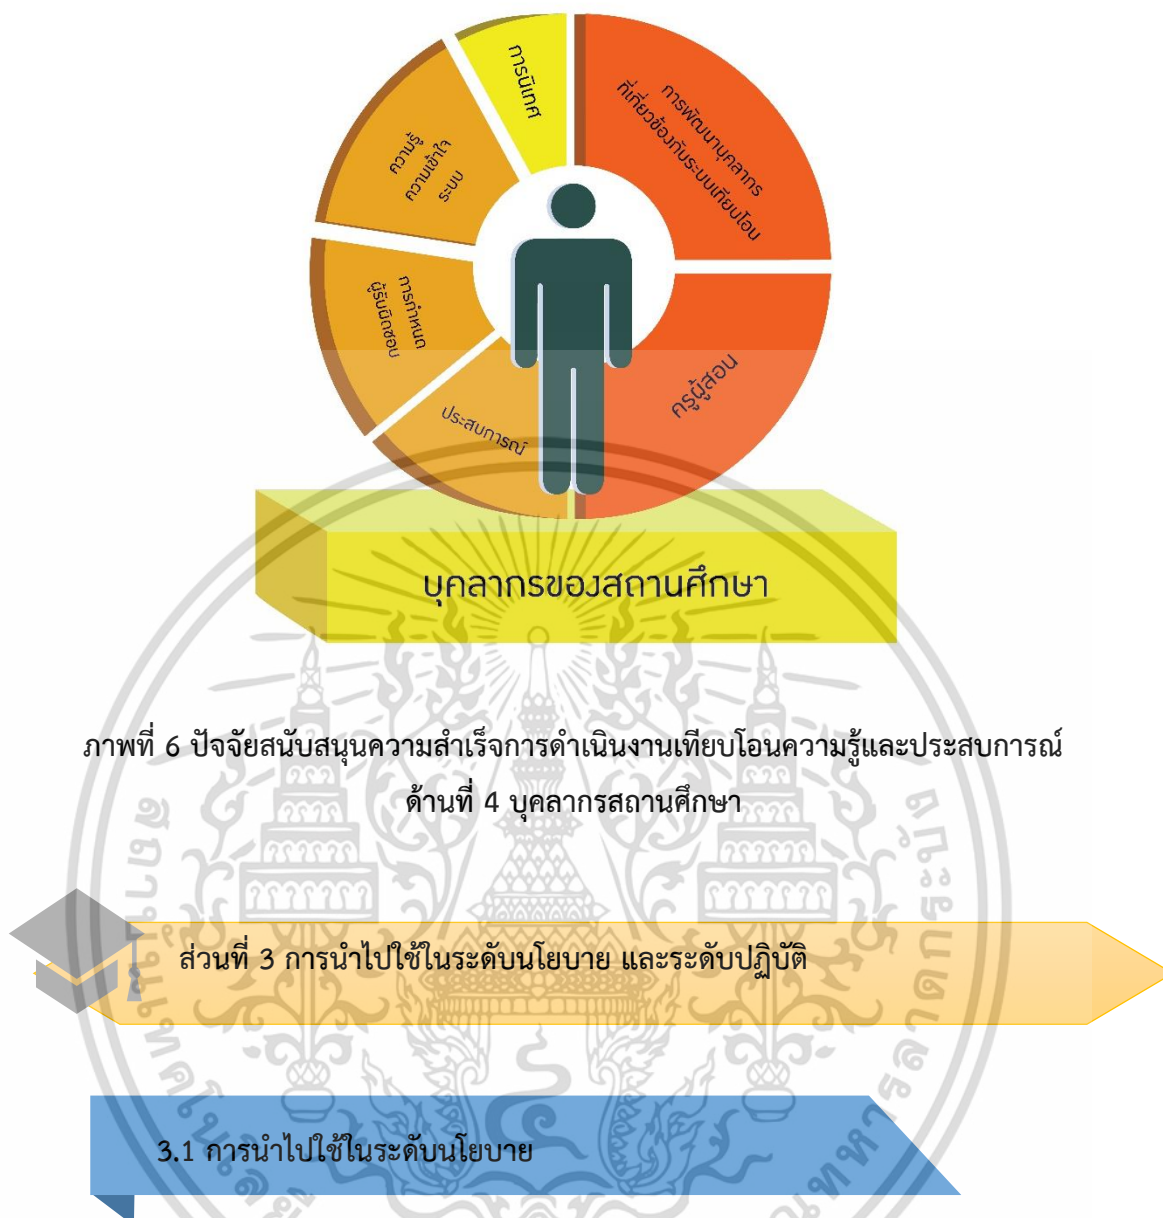 การนิเทศ
การพัฒนาบุคลากร
ที่เกี่ยวข้องกับระบบเทียบโอน
ความรู้
ความเข้าใจ
ระบบ
การกำหนด
ผู้รับผิดชอบ
ประสบการณ์
ครูผู้สอน
บุคลากรของสถานศึกษา
ภาพที่ 6 ปัจจัยสนับสนุนความสำเร็จการดำเนินงานเทียบโอนความรู้และประสบการณ์
ด้านที่ 4 บุคลากรสถานศึกษา
ส่วนที่ 3 การนำไปใช้ในระดับนโยบาย และระดับปฏิบัติ
3.1 การนำไปใช้ในระดับนโยบาย